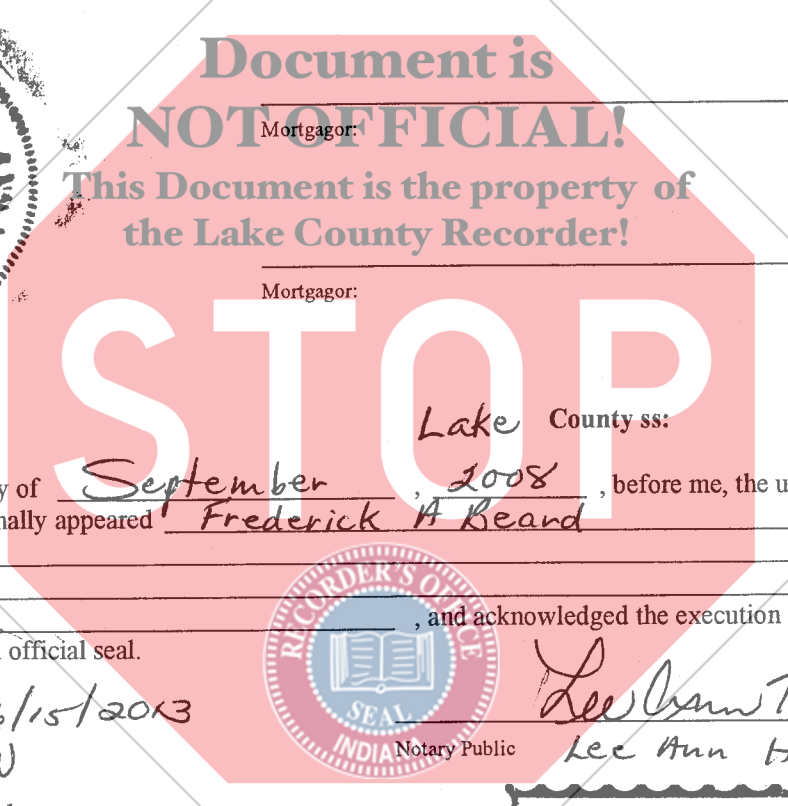 Document is
NOT OFFICIAL!
Mortgagor:
This Document is the property of
the Lake County Recorder!
Mortgagor:
STOP
Lake County ss:
y of September , 2008 , before me, the u
nally appeared Frederick A Beard
RECORDER'S OFFICE
, and acknowledged the execution
official seal.
/15/2013
SEAL
INDIANA
Notary Public Lee Ann H